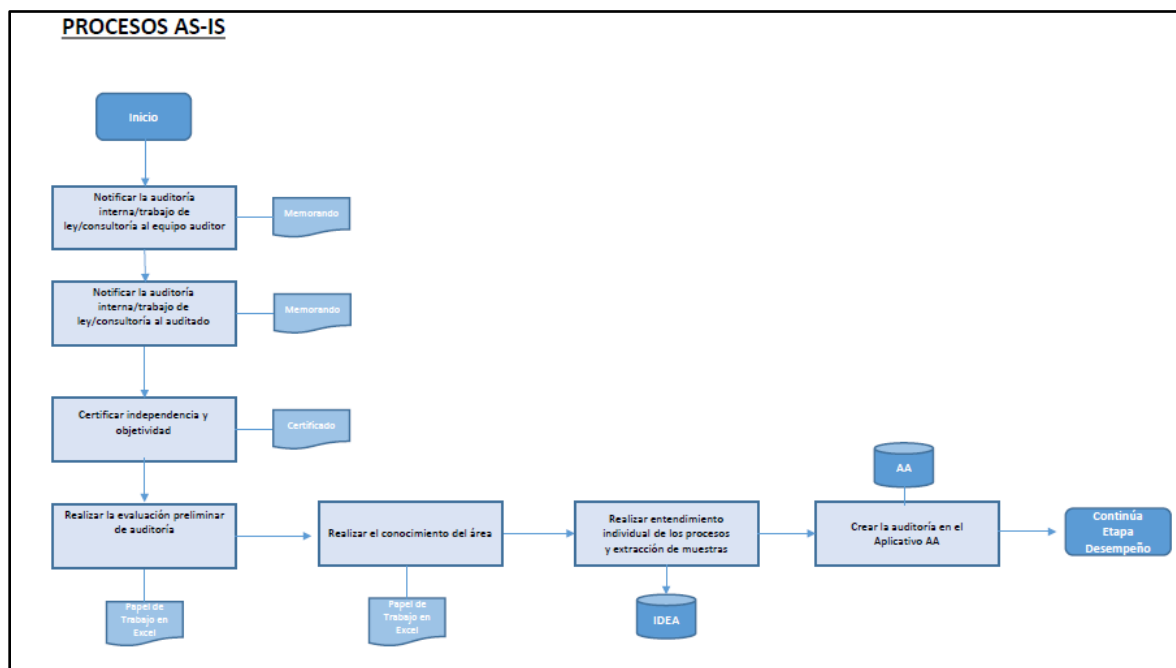 PROCESOS AS-IS
Inicio
Notificar la auditoría
interna/trabajo de
ley/consultoría al equipo auditor
Memorando
Notificar la auditoría
interna/trabajo de
ley/consultoría al auditado
Memorando
Certificar independencia y
objetividad
Certificado
Realizar la evaluación preliminar
de auditoría
Papel de
Trabajo en
Excel
Realizar el conocimiento del área
Papel de
Trabajo en
Excel
Realizar entendimiento
individual de los procesos
y extracción de muestras
IDEA
AA
Crear la auditoría en el
Aplicativo AA
Continúa
Etapa
Desempeño